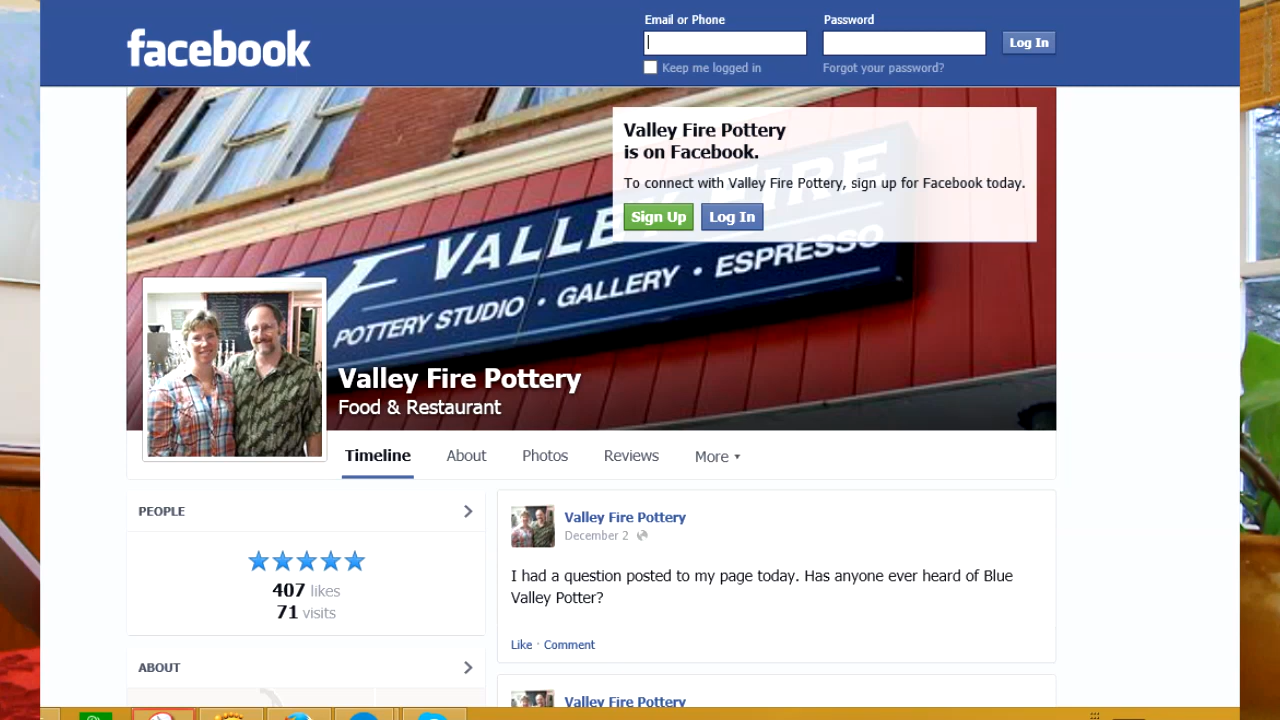 facebook
Email or Phone
Password
Log In
Keep me logged in
Forgot your password?
Valley Fire Pottery
is on Facebook.
To connect with Valley Fire Pottery, sign up for Facebook today.
Sign Up
Log In
VALLEY FIRE
POTTERY STUDIO • GALLERY • ESPRESSO
Valley Fire Pottery
Food & Restaurant
Timeline
About
Photos
Reviews
More
PEOPLE
407 likes
71 visits
ABOUT
Valley Fire Pottery
December 2
I had a question posted to my page today. Has anyone ever heard of Blue
Valley Potter?
Like · Comment
Valley Fire Pottery